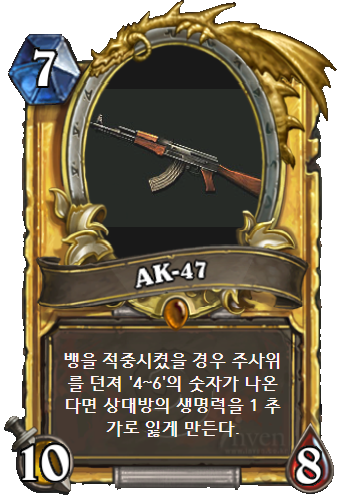 7
AK-47
뱅을 적중시켰을 경우 주사위
를 던져 '4~6'의 숫자가 나온
다면 상대방의 생명력을 1 추
가로 잃게 만든다.
inven
10
8